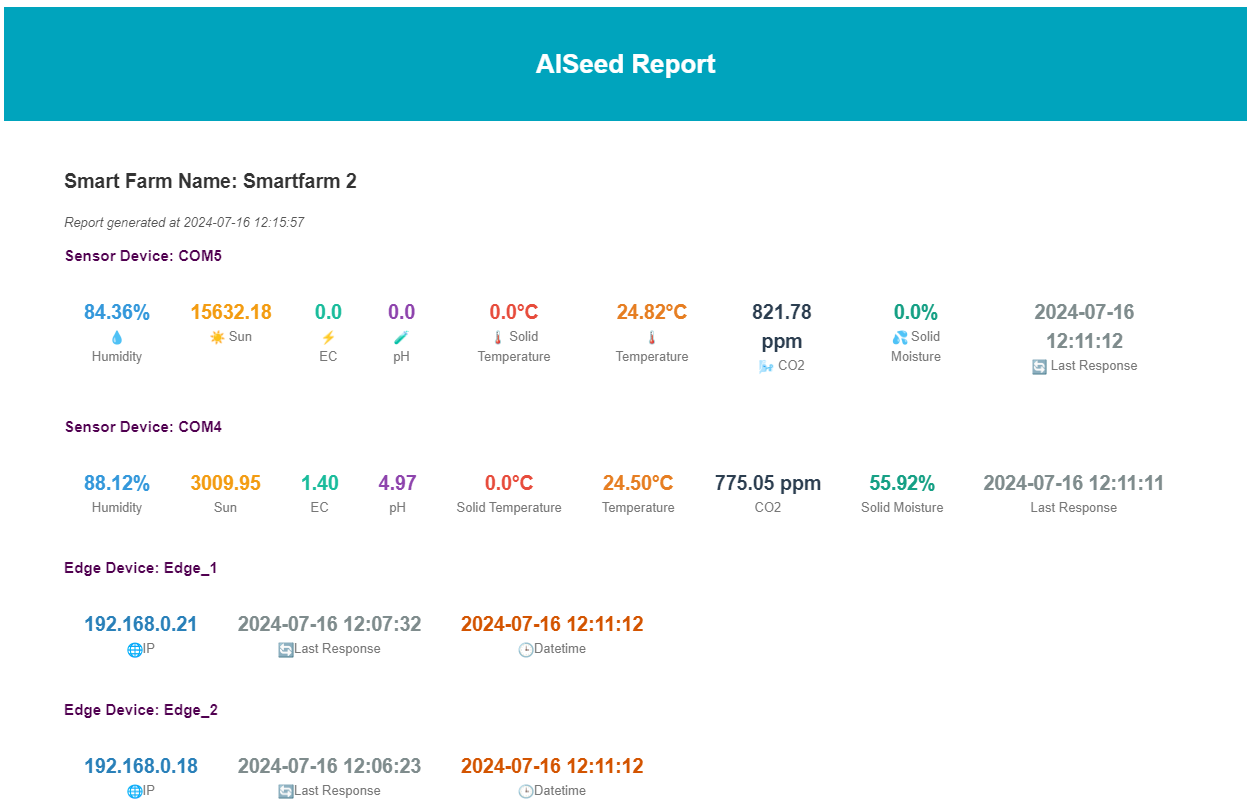 AISeed Report
Smart Farm Name: Smartfarm 2
Report generated at 2024-07-16 12:15:57
Sensor Device: COM5
84.36% 15632.18 0.0 0.0 0.0°C 24.82°C 821.78 ppm 0.0% 2024-07-16 12:11:12
💧 Humidity ☀️ Sun ⚡ EC 🧪 pH 🌡️ Solid Temperature 🌡️ Temperature 🌬️ CO2 💦 Solid Moisture 🔄 Last Response
Sensor Device: COM4
88.12% 3009.95 1.40 4.97 0.0°C 24.50°C 775.05 ppm 55.92% 2024-07-16 12:11:11
Humidity Sun EC pH Solid Temperature Temperature CO2 Solid Moisture Last Response
Edge Device: Edge_1
192.168.0.21 2024-07-16 12:07:32 2024-07-16 12:11:12
🌐IP 🔄Last Response 🕒Datetime
Edge Device: Edge_2
192.168.0.18 2024-07-16 12:06:23 2024-07-16 12:11:12
🌐IP 🔄Last Response 🕒Datetime